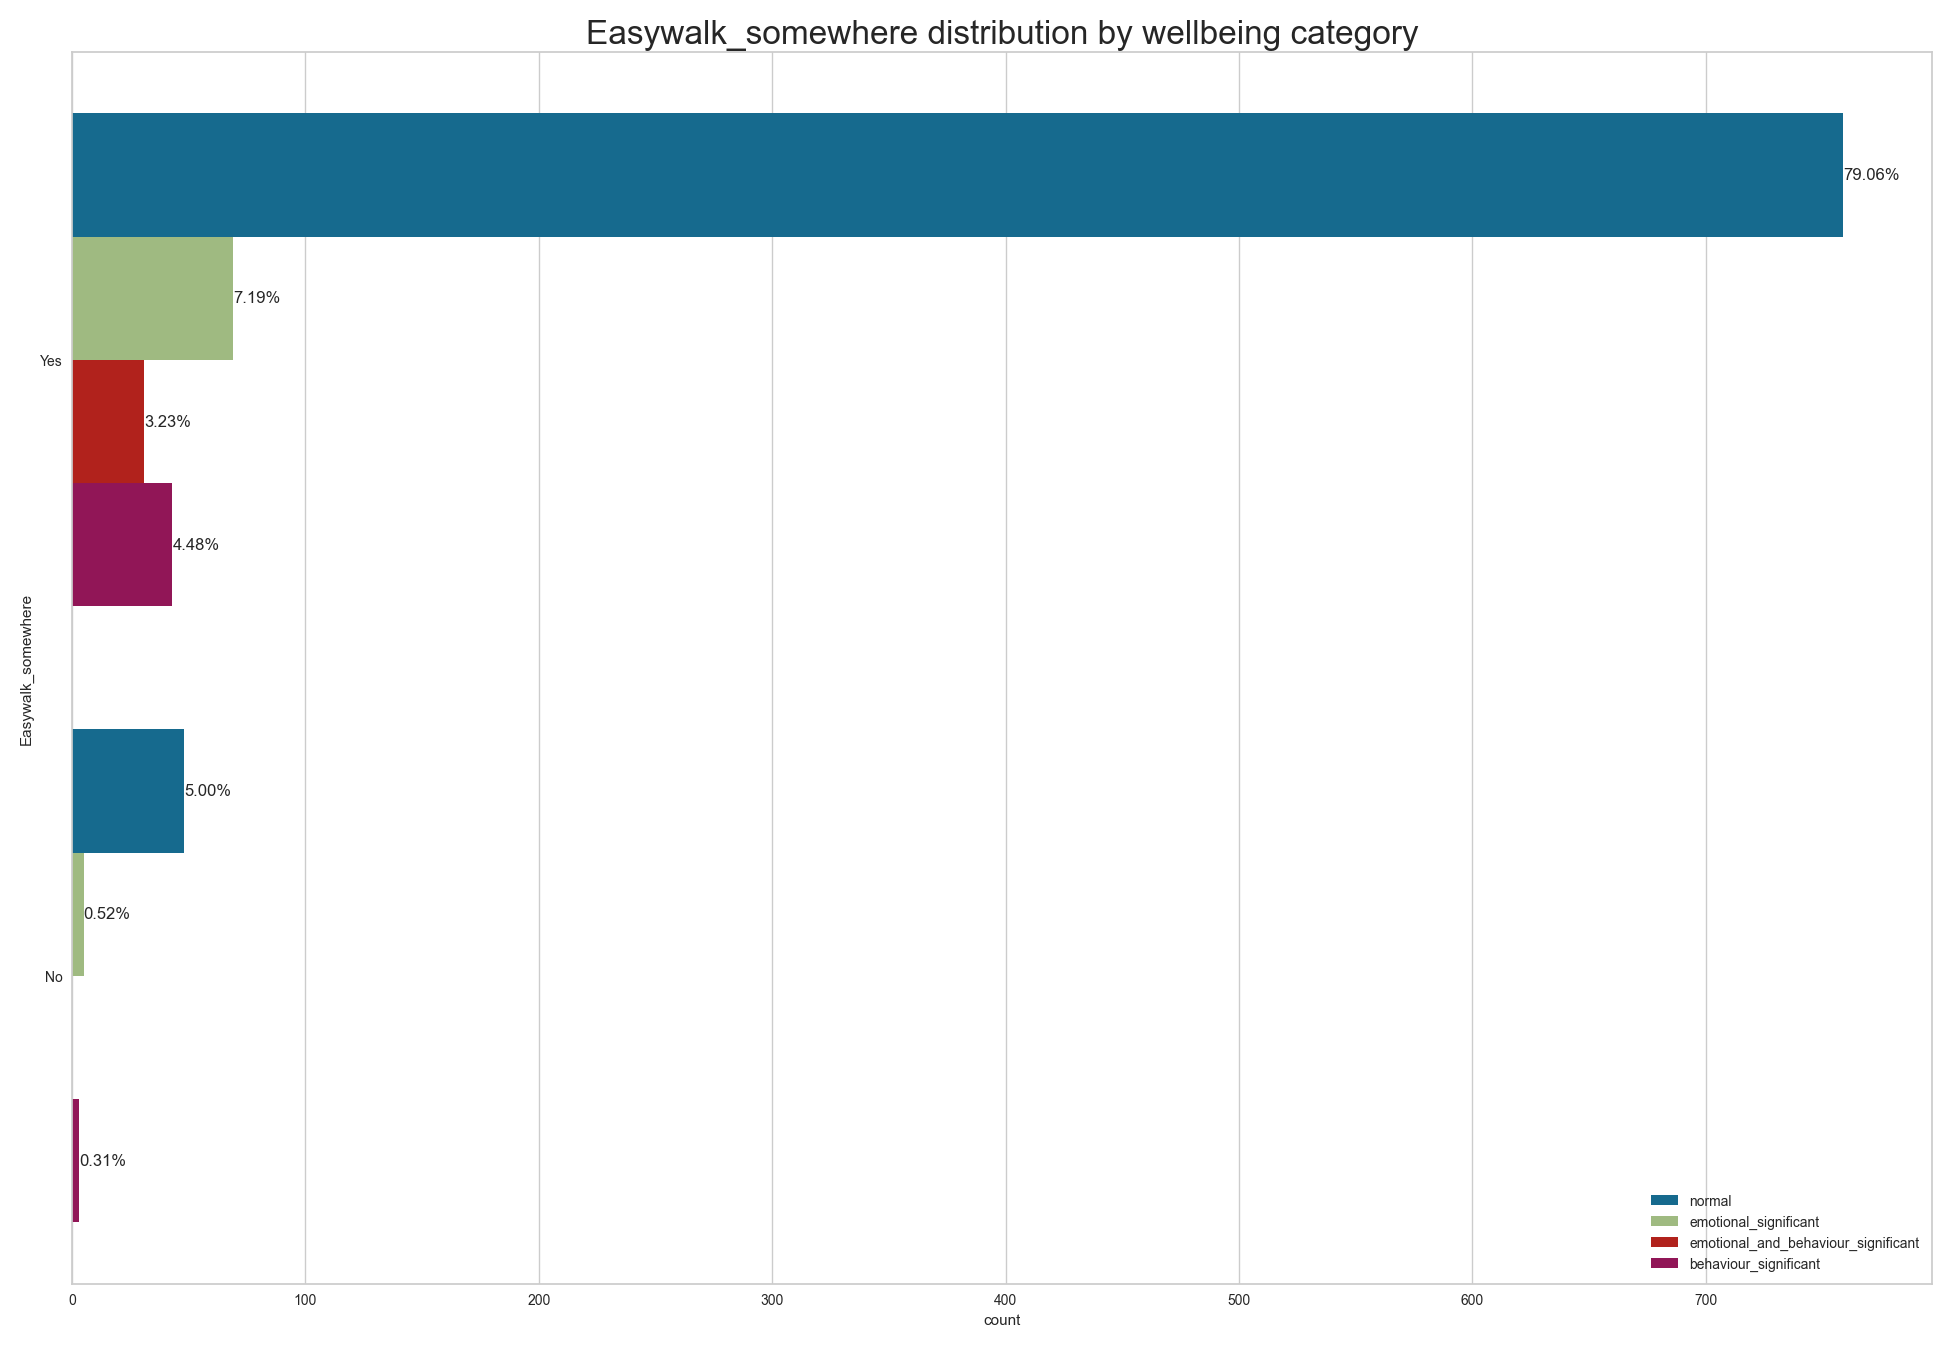 Easywalk_somewhere distribution by wellbeing category
79.06%
7.19%
Yes
3.23%
4.48%
Easywalk_somewhere
5.00%
0.52%
No
0.31%
normal
emotional_significant
emotional_and_behaviour_significant
behaviour_significant
0 100 200 300 400 500 600 700
count